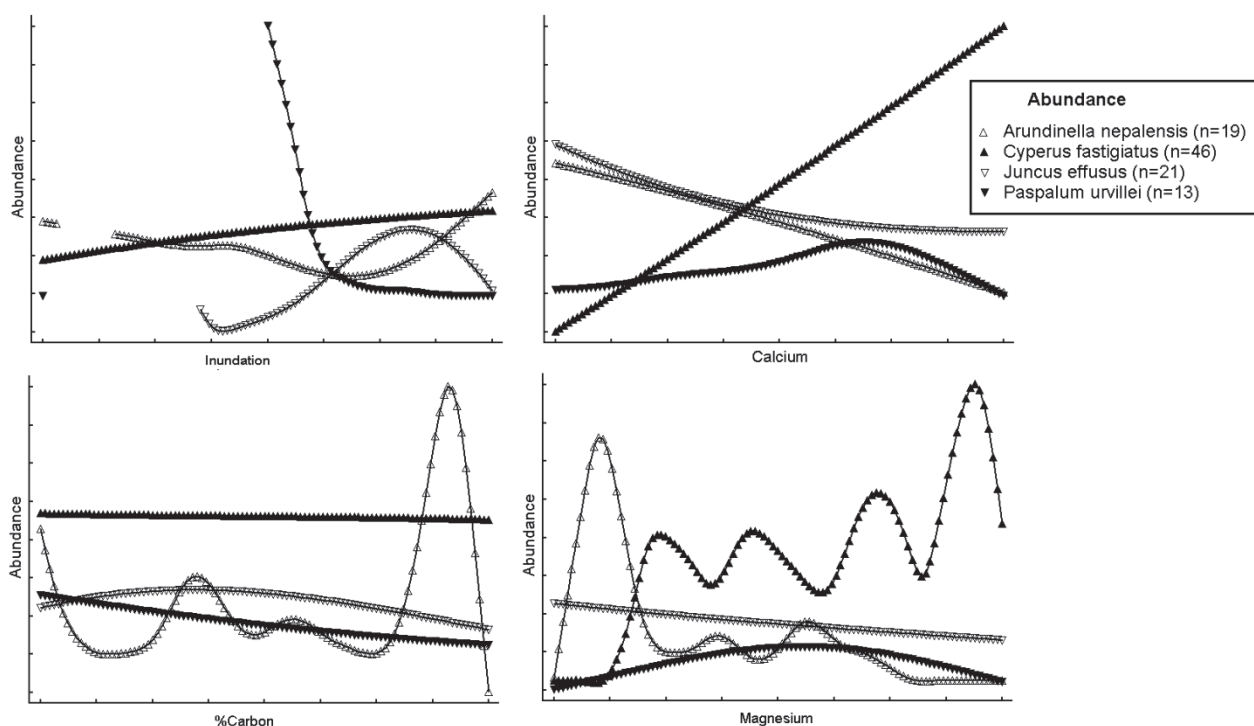 Abundance
Inundation
Abundance
Calcium
Abundance
Arundinella nepalensis (n=19)
Cyperus fastigiatus (n=46)
Juncus effusus (n=21)
Paspalum urvillei (n=13)
Abundance
%Carbon
Abundance
Magnesium